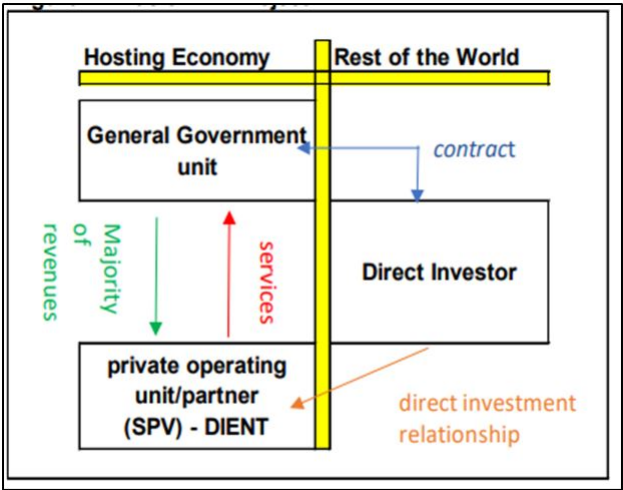 Hosting Economy
Rest of the World
General Government
unit
contract
Majority
of
revenues
services
Direct Investor
private operating
unit/partner
(SPV) - DIENT
direct investment
relationship